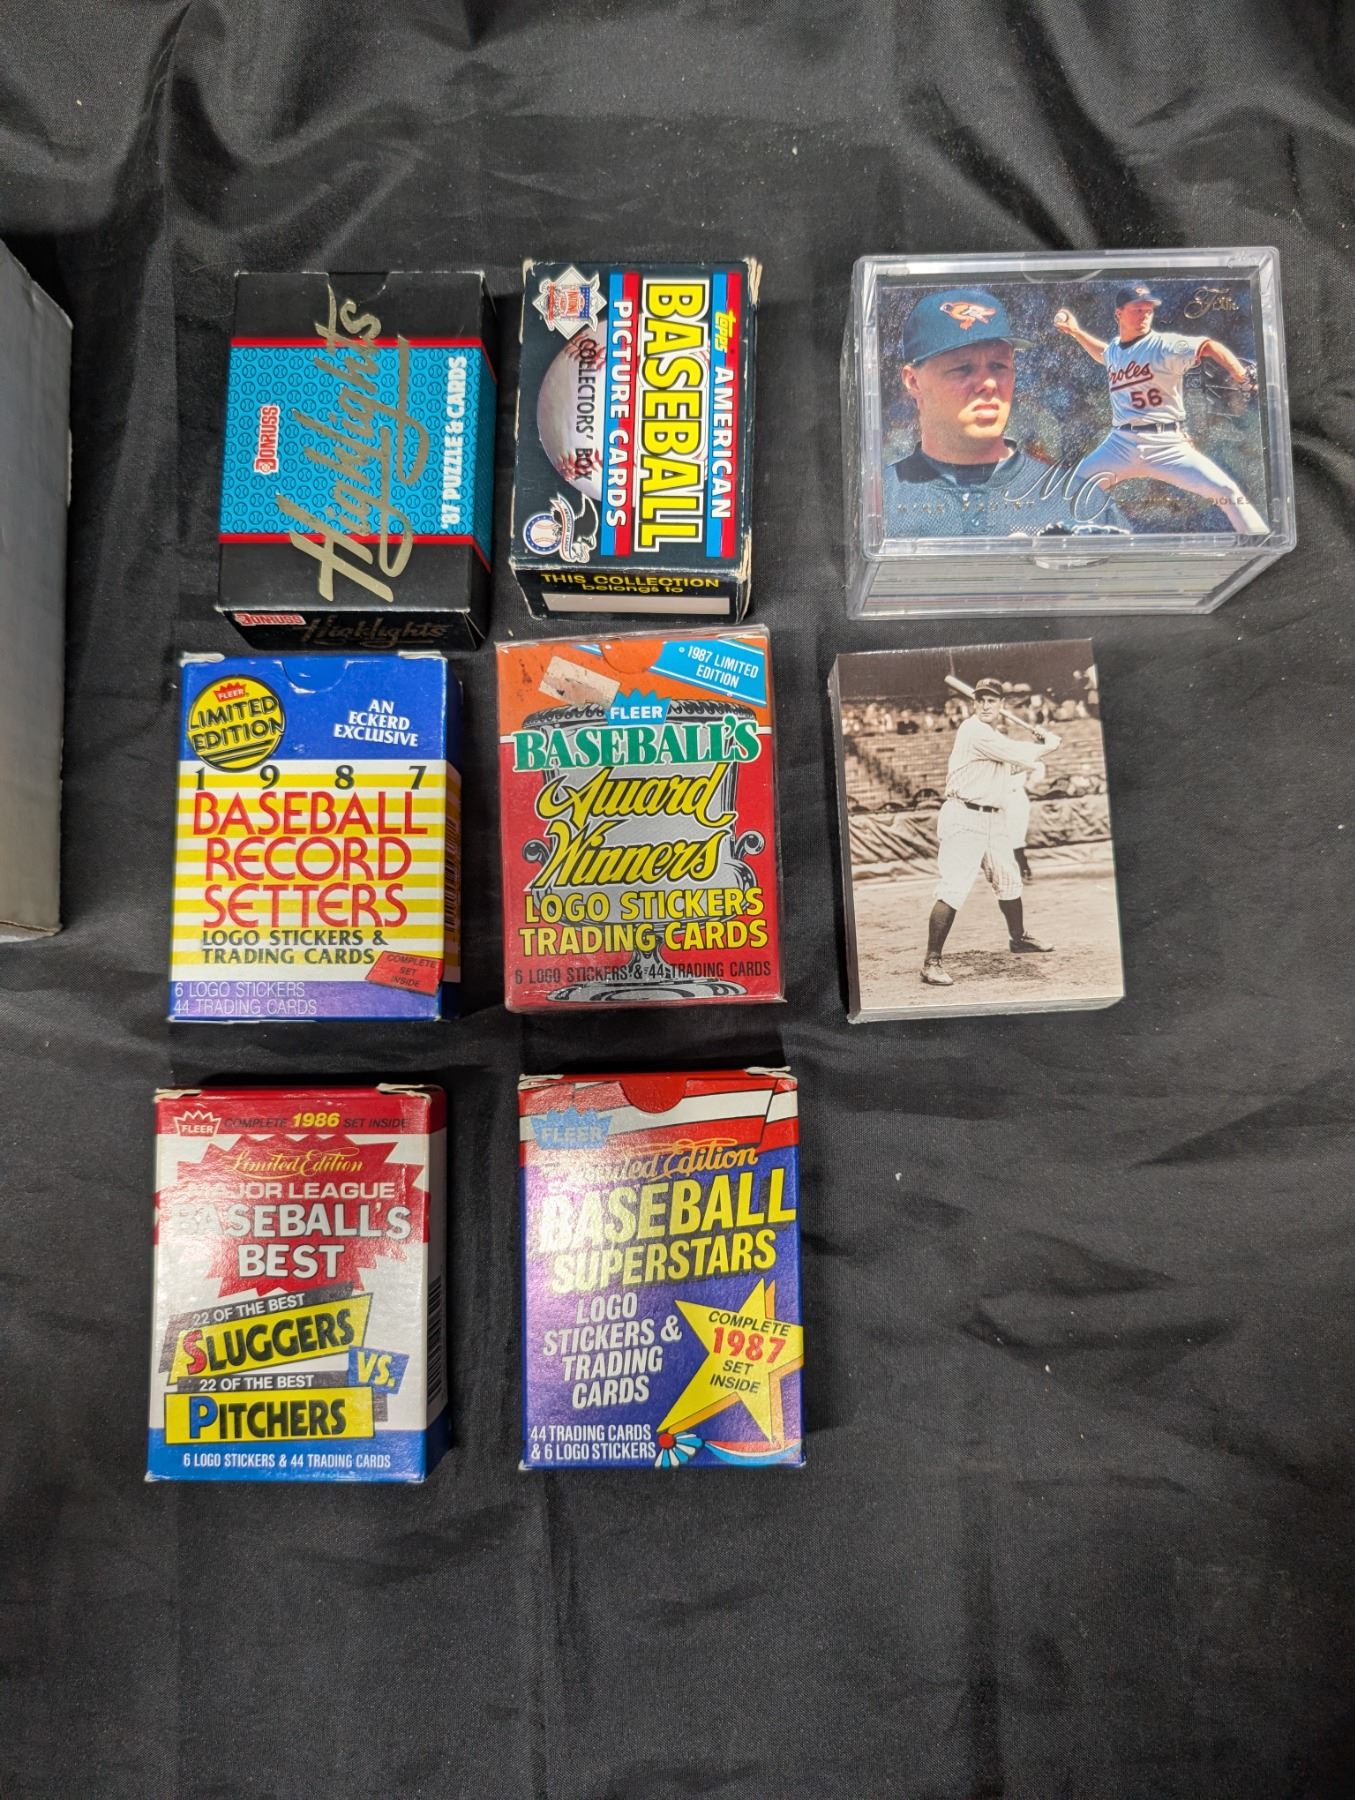 DONRUSS
Highlights
'87 PUZZLE & CARDS
DONRUSS
Highlights
topps AMERICAN
BASEBALL
PICTURE CARDS
COLLECTORS' BOX
THIS COLLECTION
belongs to
Flair
Orioles
56
FLEER
LIMITED
EDITION
AN
ECKERD
EXCLUSIVE
1987
BASEBALL
RECORD
SETTERS
LOGO STICKERS &
TRADING CARDS
COMPLETE
SET
INSIDE
6 LOGO STICKERS
44 TRADING CARDS
1987 LIMITED
EDITION
FLEER
BASEBALL'S
Award
Winners
LOGO STICKERS
TRADING CARDS
6 LOGO STICKERS & 44 TRADING CARDS
FLEER
COMPLETE 1986 SET INSIDE
Limited Edition
MAJOR LEAGUE
BASEBALL'S
BEST
22 OF THE BEST
SLUGGERS
VS.
22 OF THE BEST
PITCHERS
6 LOGO STICKERS & 44 TRADING CARDS
FLEER
Limited Edition
BASEBALL
SUPERSTARS
LOGO
STICKERS &
TRADING
CARDS
COMPLETE
1987
SET
INSIDE
44 TRADING CARDS
& 6 LOGO STICKERS